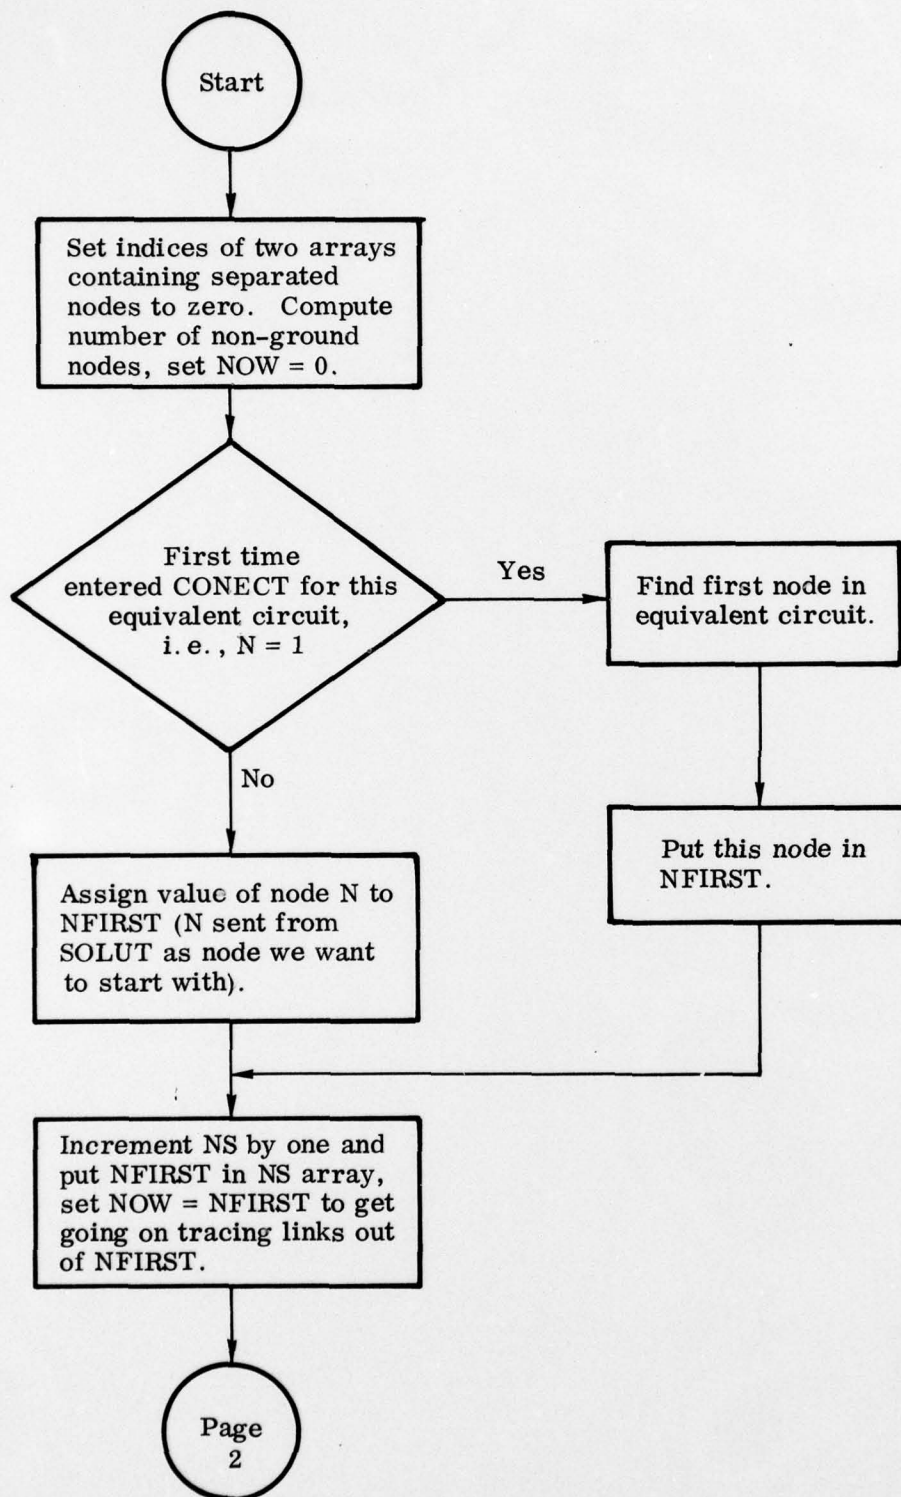 Start
Set indices of two arrays
containing separated
nodes to zero. Compute
number of non-ground
nodes, set NOW = 0.
First time
entered CONECT for this
equivalent circuit,
i.e., N = 1
Yes
Find first node in
equivalent circuit.
No
Put this node in
NFIRST.
Assign value of node N to
NFIRST (N sent from
SOLUT as node we want
to start with).
Increment NS by one and
put NFIRST in NS array,
set NOW = NFIRST to get
going on tracing links out
of NFIRST.
Page
2